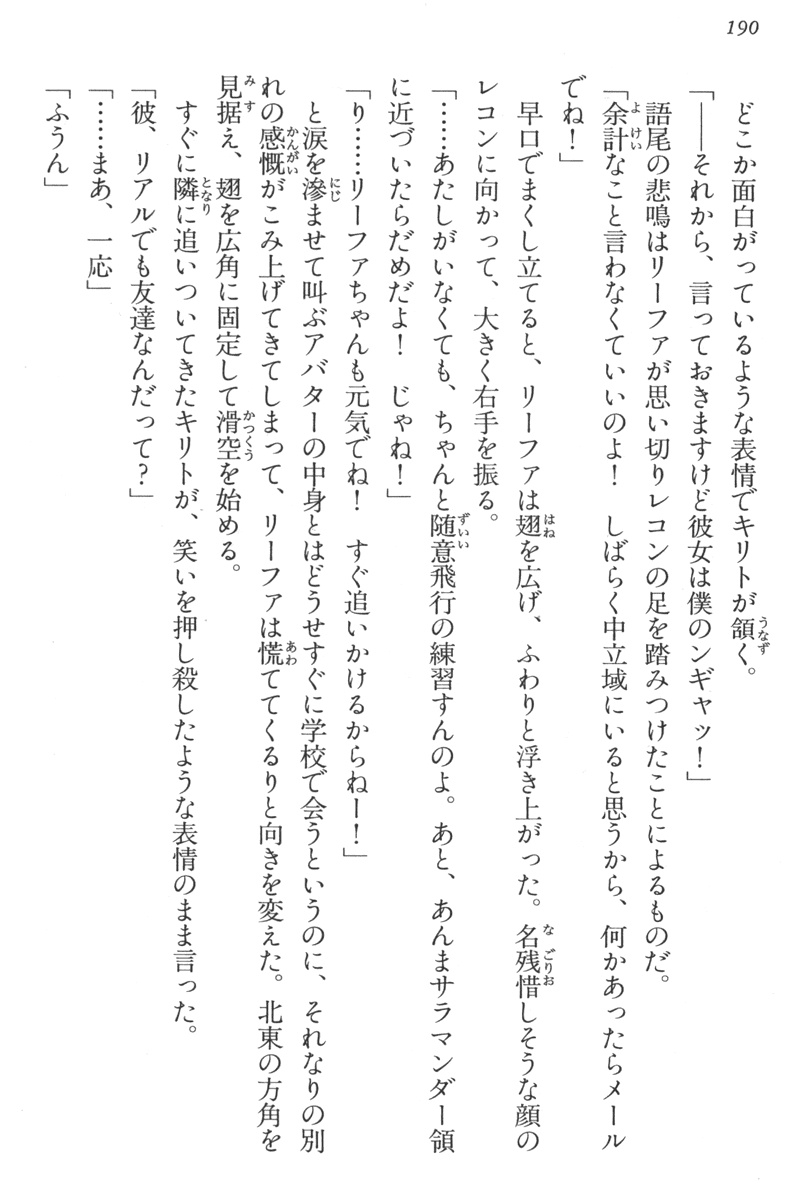 190
どこか面白がっているような表情でキリトが頷く。
「――それから、言っておきますけど彼女は僕のンギャッ！」
語尾の悲鳴はリーファが思い切りレコンの足を踏みつけたことによるものだ。
「余計なこと言わなくていいのよ！　しばらく中立域にいると思うから、何かあったらメール
でね！」
早口でまくし立てると、リーファは翅を広げ、ふわりと浮き上がった。名残惜しそうな顔の
レコンに向かって、大きく右手を振る。
「……あたしがいなくても、ちゃんと随意飛行の練習すんのよ。あと、あんまサラマンダー領
に近づいたらだめだよ！　じゃね！」
「り……リーファちゃんも元気でね！　すぐ追いかけるからねー！」
と涙を滲ませて叫ぶアバターの中身とはどうせすぐに学校で会うというのに、それなりの別
れの感慨がこみ上げてきてしまって、リーファは慌ててくるりと向きを変えた。北東の方角を
見据え、翅を広角に固定して滑空を始める。
すぐに隣に追いついてきたキリトが、笑いを押し殺したような表情のまま言った。
「彼、リアルでも友達なんだって？」
「……まあ、一応」
「ふうん」